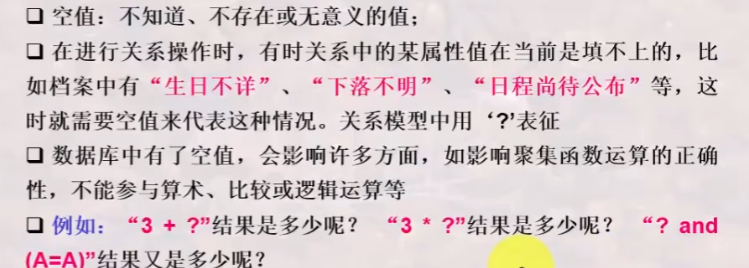 ❑ 空值：不知道、不存在或无意义的值；
❑ 在进行关系操作时，有时关系中的某属性值在当前是填不上的，比
如档案中有“生日不详”、“下落不明”、“日程尚待公布”等，这
时就需要空值来代表这种情况。关系模型中用‘?’表征
❑ 数据库中有了空值，会影响许多方面，如影响聚集函数运算的正确
性，不能参与算术、比较或逻辑运算等
❑ 例如：“3 + ?”结果是多少呢？ “3 * ?”结果是多少呢？ “? and
(A=A)”结果又是多少呢？